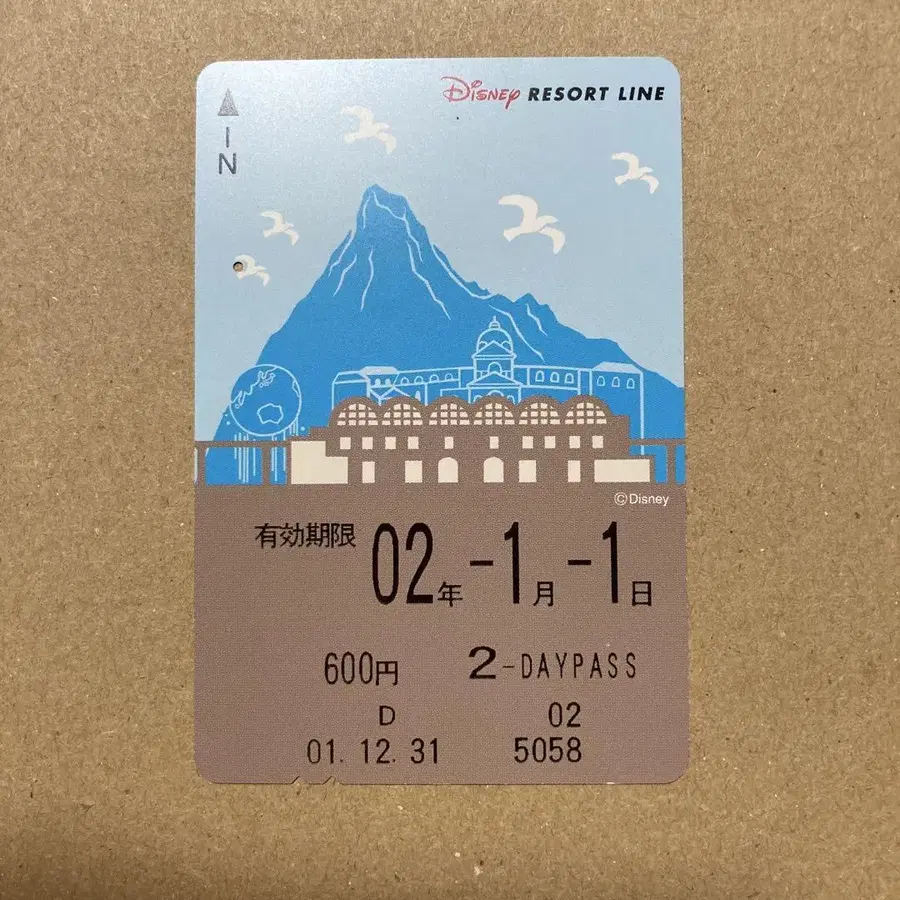 Disney RESORT LINE
IN
©Disney
有効期限 02年-1月-1日
600円 2-DAYPASS
D 02
01.12.31 5058